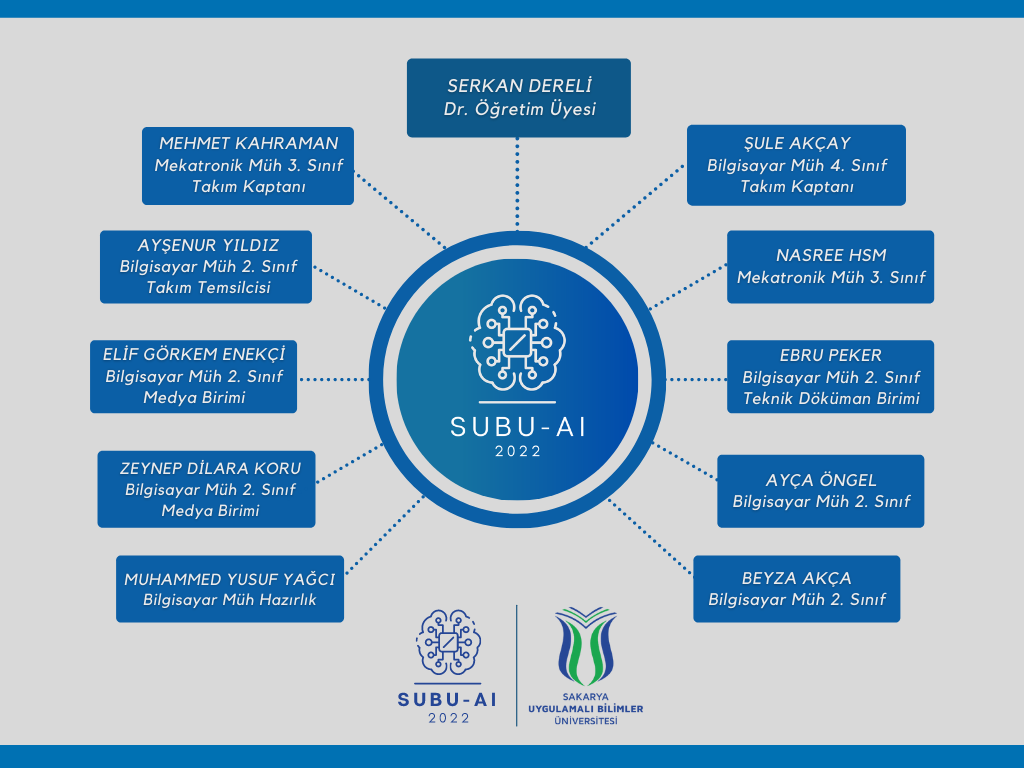 SERKAN DERELİ
Dr. Öğretim Üyesi
MEHMET KAHRAMAN
Mekatronik Müh 3. Sınıf
Takım Kaptanı
ŞULE AKÇAY
Bilgisayar Müh 4. Sınıf
Takım Kaptanı
AYŞENUR YILDIZ
Bilgisayar Müh 2. Sınıf
Takım Temsilcisi
NASREE HSM
Mekatronik Müh 3. Sınıf
ELİF GÖRKEM ENEKÇİ
Bilgisayar Müh 2. Sınıf
Medya Birimi
SUBU-AI
2022
EBRU PEKER
Bilgisayar Müh 2. Sınıf
Teknik Döküman Birimi
ZEYNEP DİLARA KORU
Bilgisayar Müh 2. Sınıf
Medya Birimi
AYÇA ÖNGEL
Bilgisayar Müh 2. Sınıf
MUHAMMED YUSUF YAĞCI
Bilgisayar Müh Hazırlık
BEYZA AKÇA
Bilgisayar Müh 2. Sınıf
SUBU-AI
2022
SAKARYA
UYGULAMALI BİLİMLER
ÜNİVERSİTESİ